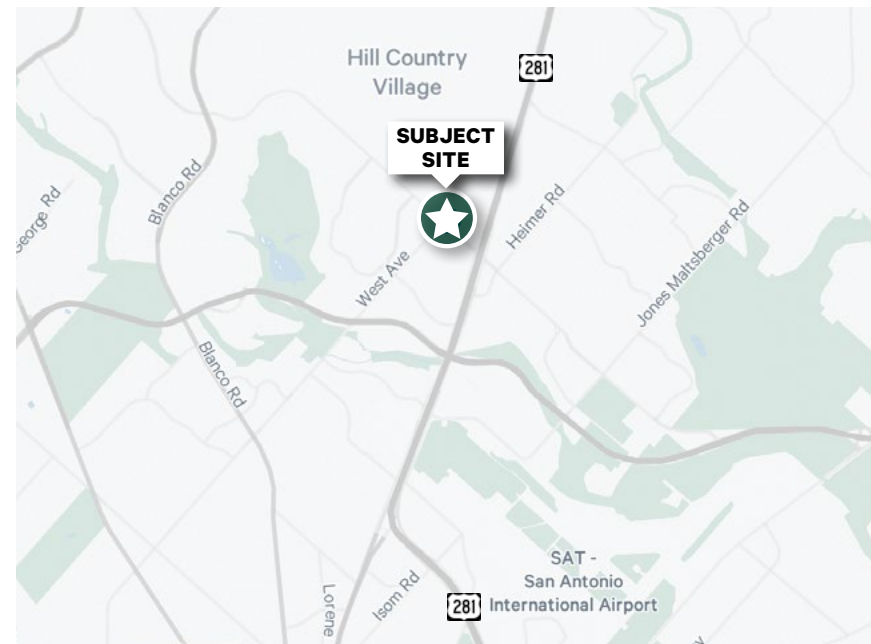 Hill Country
Village
281
SUBJECT
SITE
Blanco Rd
George Rd
Heimer Rd
West Ave
Jones Maltsberger Rd
Blanco Rd
SAT -
San Antonio
International Airport
Isom Rd
Lorene
281